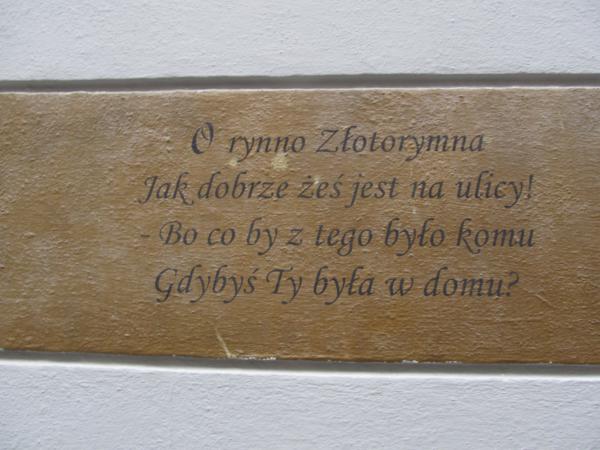 O rynno Złotorymna
Jak dobrze żeś jest na ulicy!
- Bo co by z tego było komu
Gdybyś Ty była w domu?